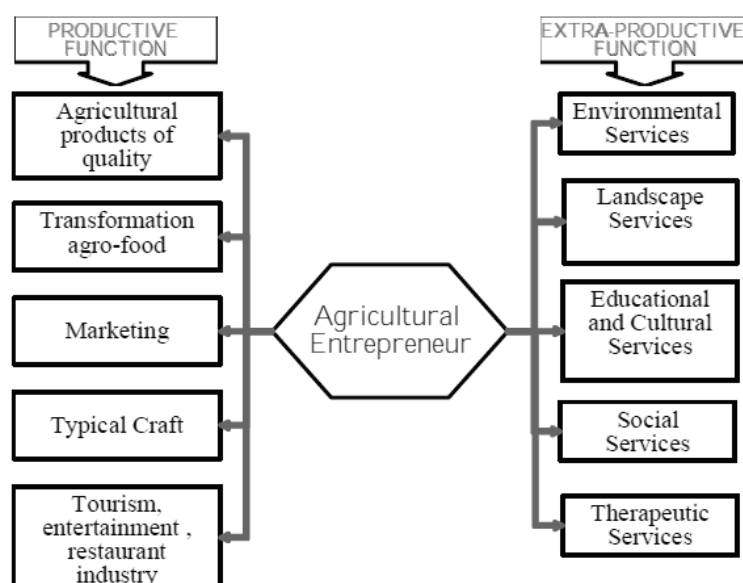 PRODUCTIVE
FUNCTION
Agricultural
products of
quality
Transformation
agro-food
Marketing
Typical Craft
Tourism,
entertainment ,
restaurant
industry
Agricultural
Entrepreneur
EXTRA-PRODUCTIVE
FUNCTION
Environmental
Services
Landscape
Services
Educational
and Cultural
Services
Social
Services
Therapeutic
Services